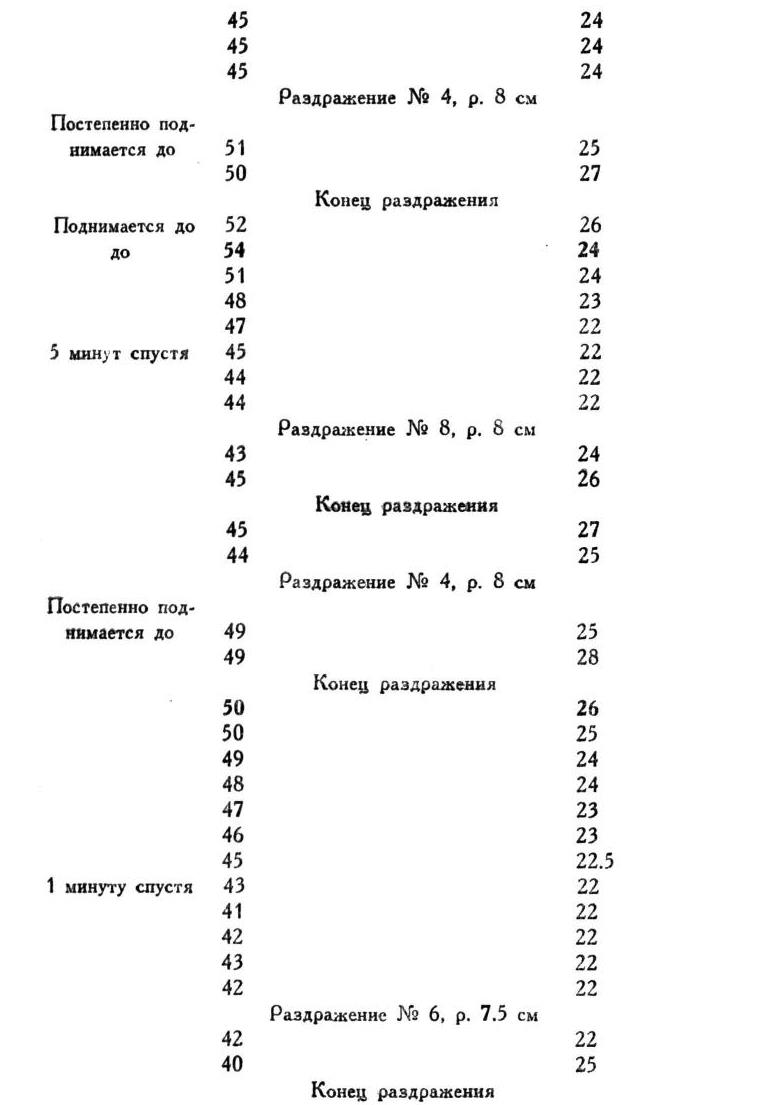 45 24
45 24
45 24
Раздражение № 4, р. 8 см
Постепенно под-
нимается до 51 25
50 27
Конец раздражения
Поднимается до 52 26
до 54 24
51 24
48 23
47 22
5 минут спустя 45 22
44 22
44 22
Раздражение № 8, р. 8 см
43 24
45 26
Конец раздражения
45 27
44 25
Раздражение № 4, р. 8 см
Постепенно под-
нимается до 49 25
49 28
Конец раздражения
50 26
50 25
49 24
48 24
47 23
46 23
45 22.5
1 минуту спустя 43 22
41 22
42 22
43 22
42 22
Раздражение № 6, р. 7.5 см
42 22
40 25
Конец раздражения